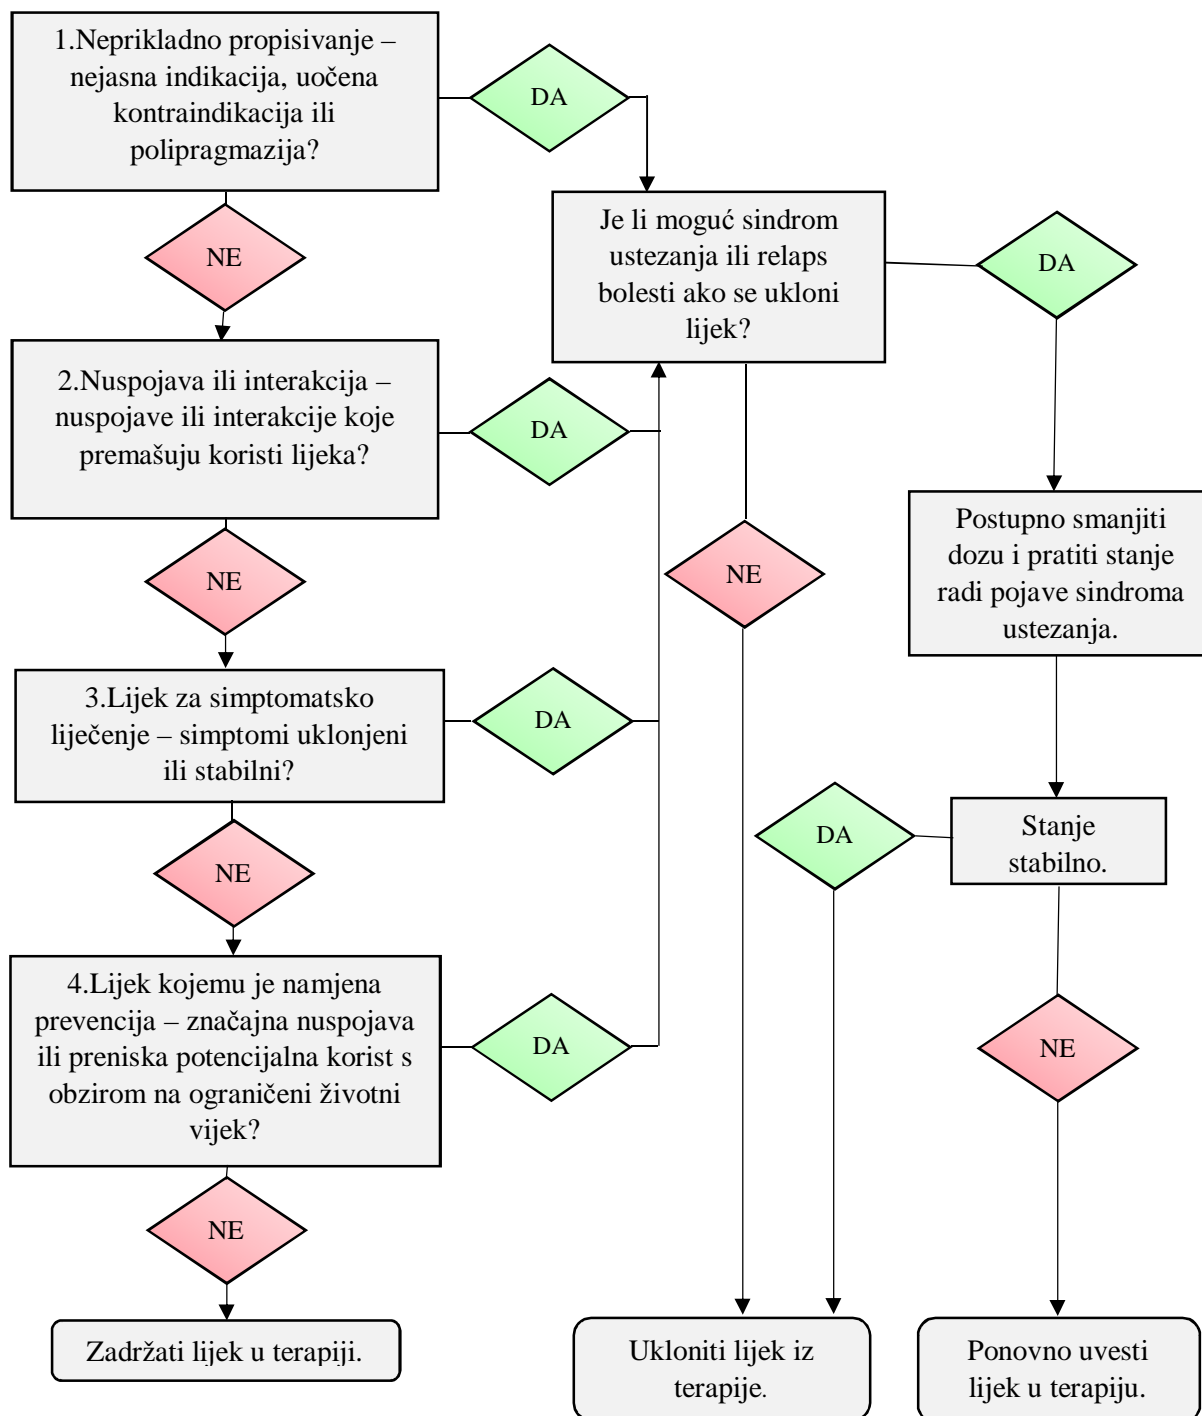 1.Neprikladno propisivanje –
nejasna indikacija, uočena
kontraindikacija ili
polipragmazija?
DA
NE
Je li moguć sindrom
ustezanja ili relaps
bolesti ako se ukloni
lijek?
DA
2.Nuspojava ili interakcija –
nuspojave ili interakcije koje
premašuju koristi lijeka?
DA
NE
NE
Postupno smanjiti
dozu i pratiti stanje
radi pojave sindroma
ustezanja.
3.Lijek za simptomatsko
liječenje – simptomi uklonjeni
ili stabilni?
DA
NE
DA
Stanje
stabilno.
4.Lijek kojemu je namjena
prevencija – značajna nuspojava
ili preniska potencijalna korist s
obzirom na ograničeni životni
vijek?
DA
NE
NE
Zadržati lijek u terapiji.
Ukloniti lijek iz
terapije.
Ponovno uvesti
lijek u terapiju.